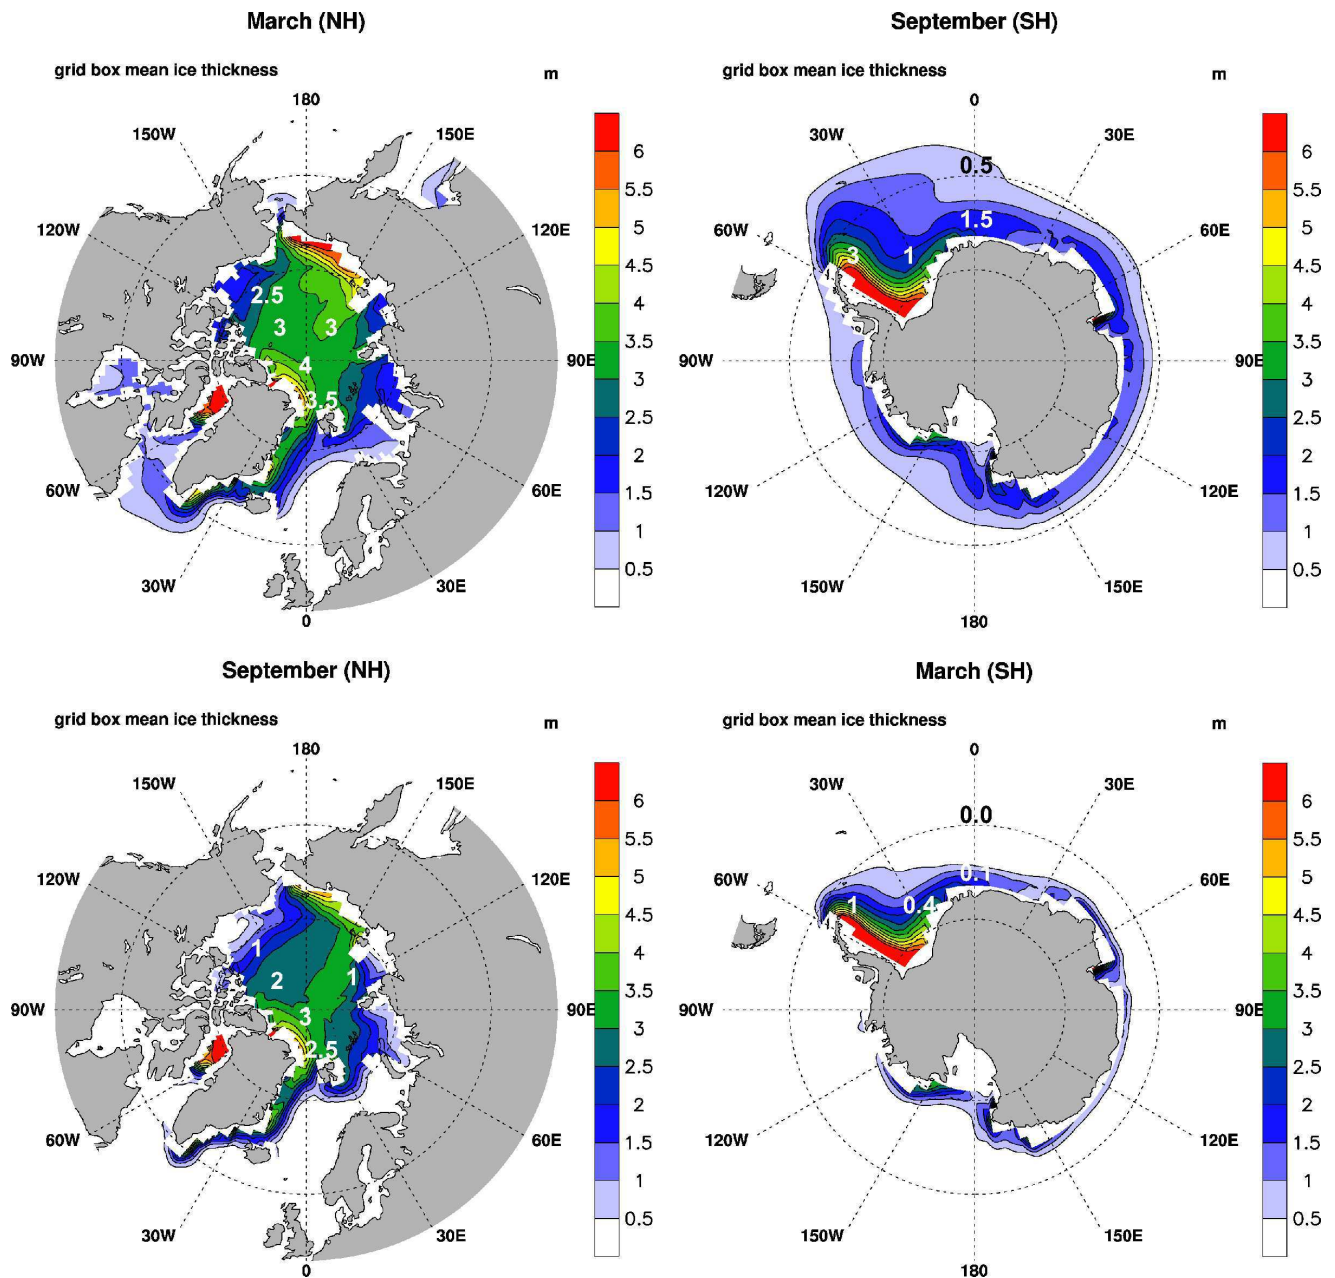 March (NH)
grid box mean ice thickness
m
180
150W
150E
120W
120E
90W
90E
60W
60E
30W
30E
0
2.5
3
3
4
3.5
6
5.5
5
4.5
4
3.5
3
2.5
2
1.5
1
0.5
September (SH)
grid box mean ice thickness
m
0
30W
30E
60W
60E
90W
90E
120W
120E
150W
150E
180
0.5
1.5
3
1
6
5.5
5
4.5
4
3.5
3
2.5
2
1.5
1
0.5
September (NH)
grid box mean ice thickness
m
180
150W
150E
120W
120E
90W
90E
60W
60E
30W
30E
0
1
2
1
3
2.5
6
5.5
5
4.5
4
3.5
3
2.5
2
1.5
1
0.5
March (SH)
grid box mean ice thickness
m
0
30W
30E
60W
60E
90W
90E
120W
120E
150W
150E
180
0.0
0.1
1
0.4
6
5.5
5
4.5
4
3.5
3
2.5
2
1.5
1
0.5